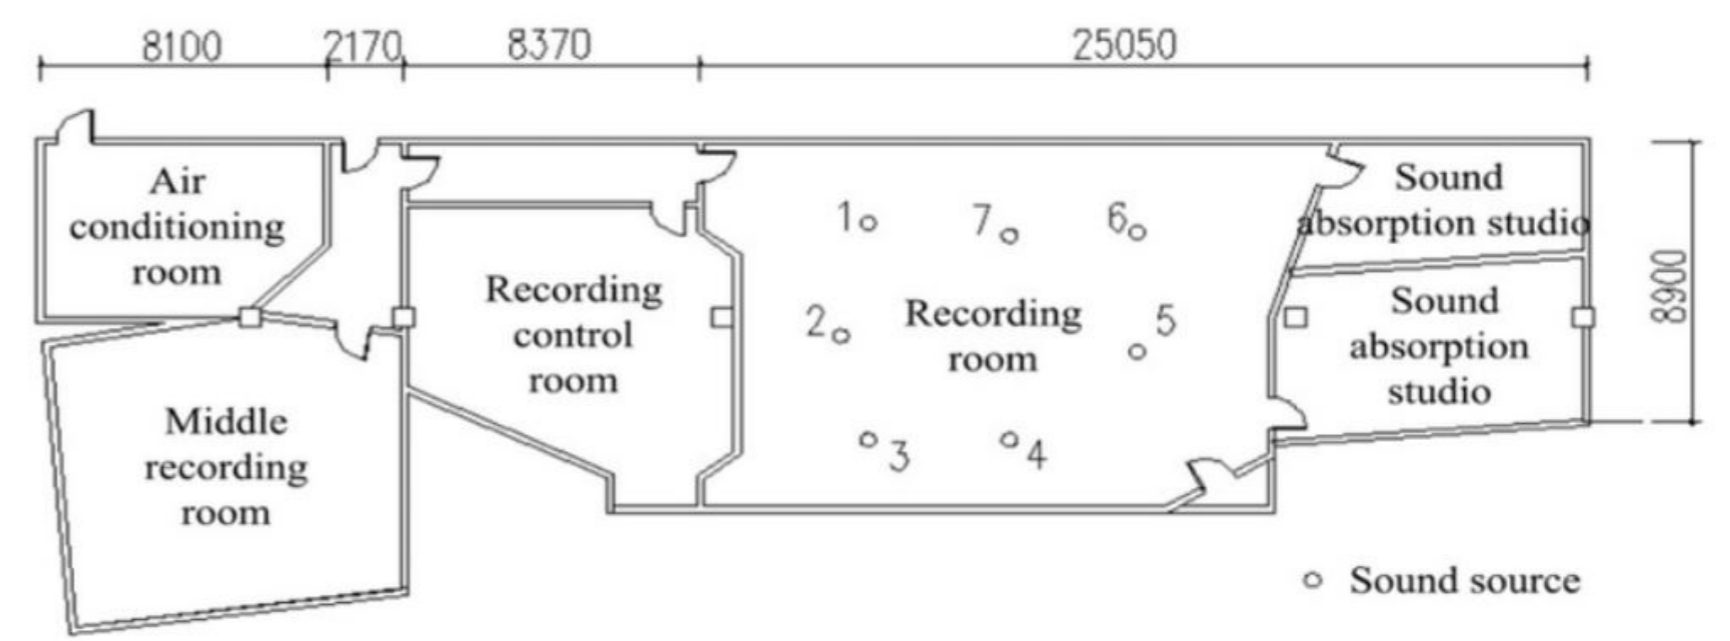 8100
2170
8370
25050
8900
Air
conditioning
room
Recording
control
room
Middle
recording
room
1
7
6
2
5
3
4
Recording
room
Sound
absorption studio
Sound
absorption
studio
Sound source